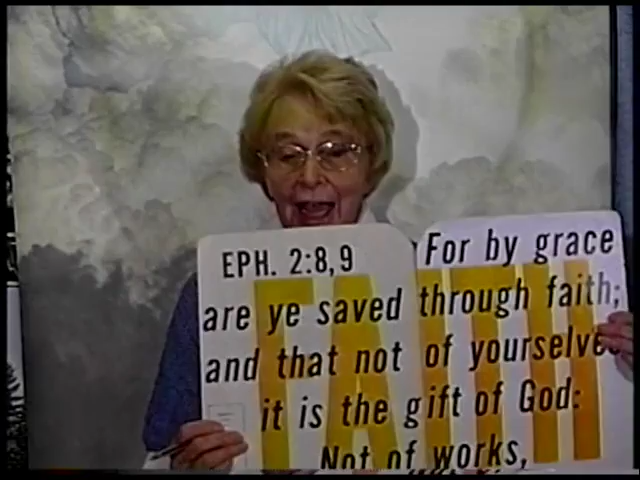 EPH. 2:8,9 For by grace
are ye saved through faith;
and that not of yourselves
it is the gift of God:
Not of works,
FAITH